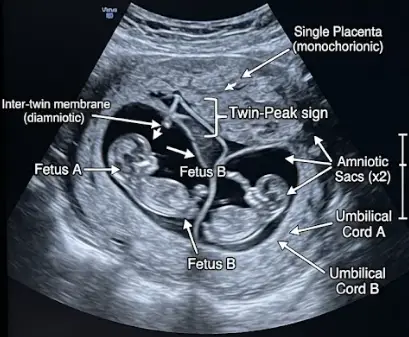 Single Placenta
(monochorionic)
Inter-twin membrane
(diamniotic)
Twin-Peak sign
Fetus A
Fetus B
Amniotic
Sacs (x2)
Umbilical
Cord A
Fetus B
Umbilical
Cord B